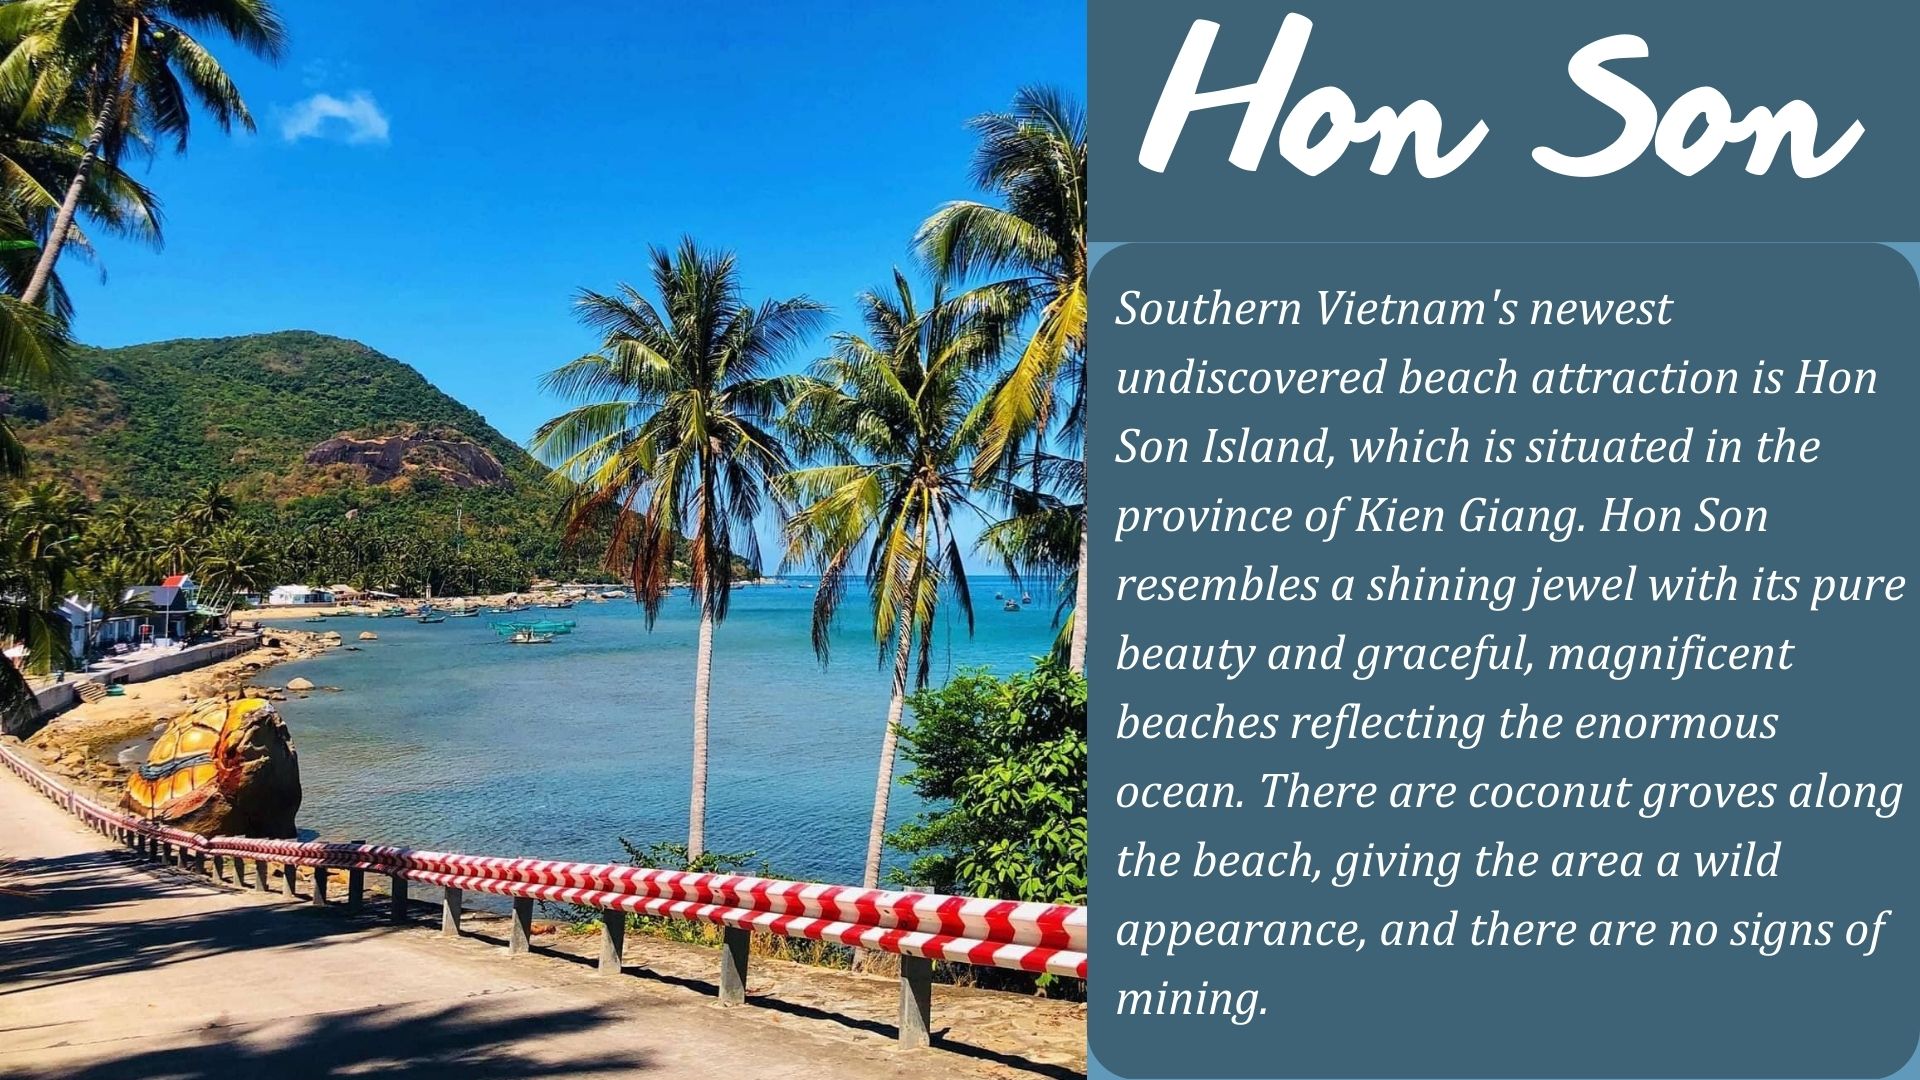 Hon Son
Southern Vietnam's newest
undiscovered beach attraction is Hon
Son Island, which is situated in the
province of Kien Giang. Hon Son
resembles a shining jewel with its pure
beauty and graceful, magnificent
beaches reflecting the enormous
ocean. There are coconut groves along
the beach, giving the area a wild
appearance, and there are no signs of
mining.